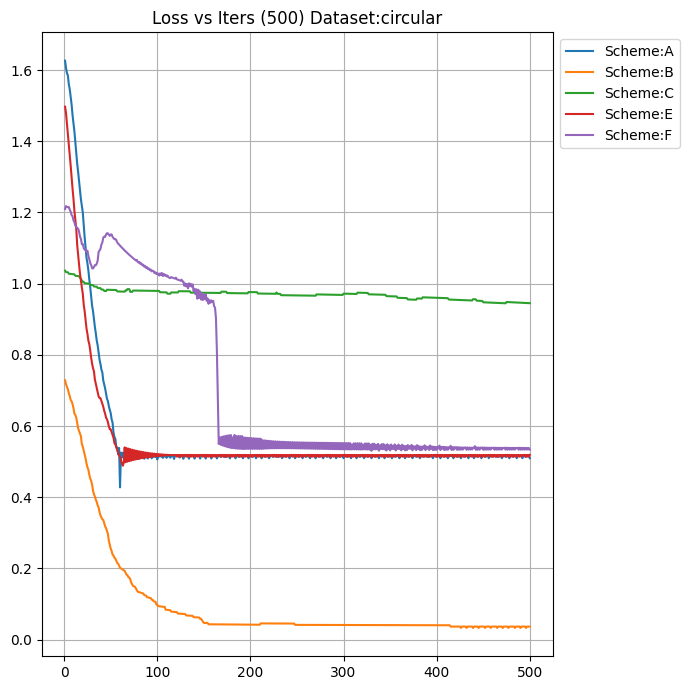 Loss vs Iters (500) Dataset:circular
Scheme:A
Scheme:B
Scheme:C
Scheme:E
Scheme:F
1.6
1.4
1.2
1.0
0.8
0.6
0.4
0.2
0.0
0 100 200 300 400 500